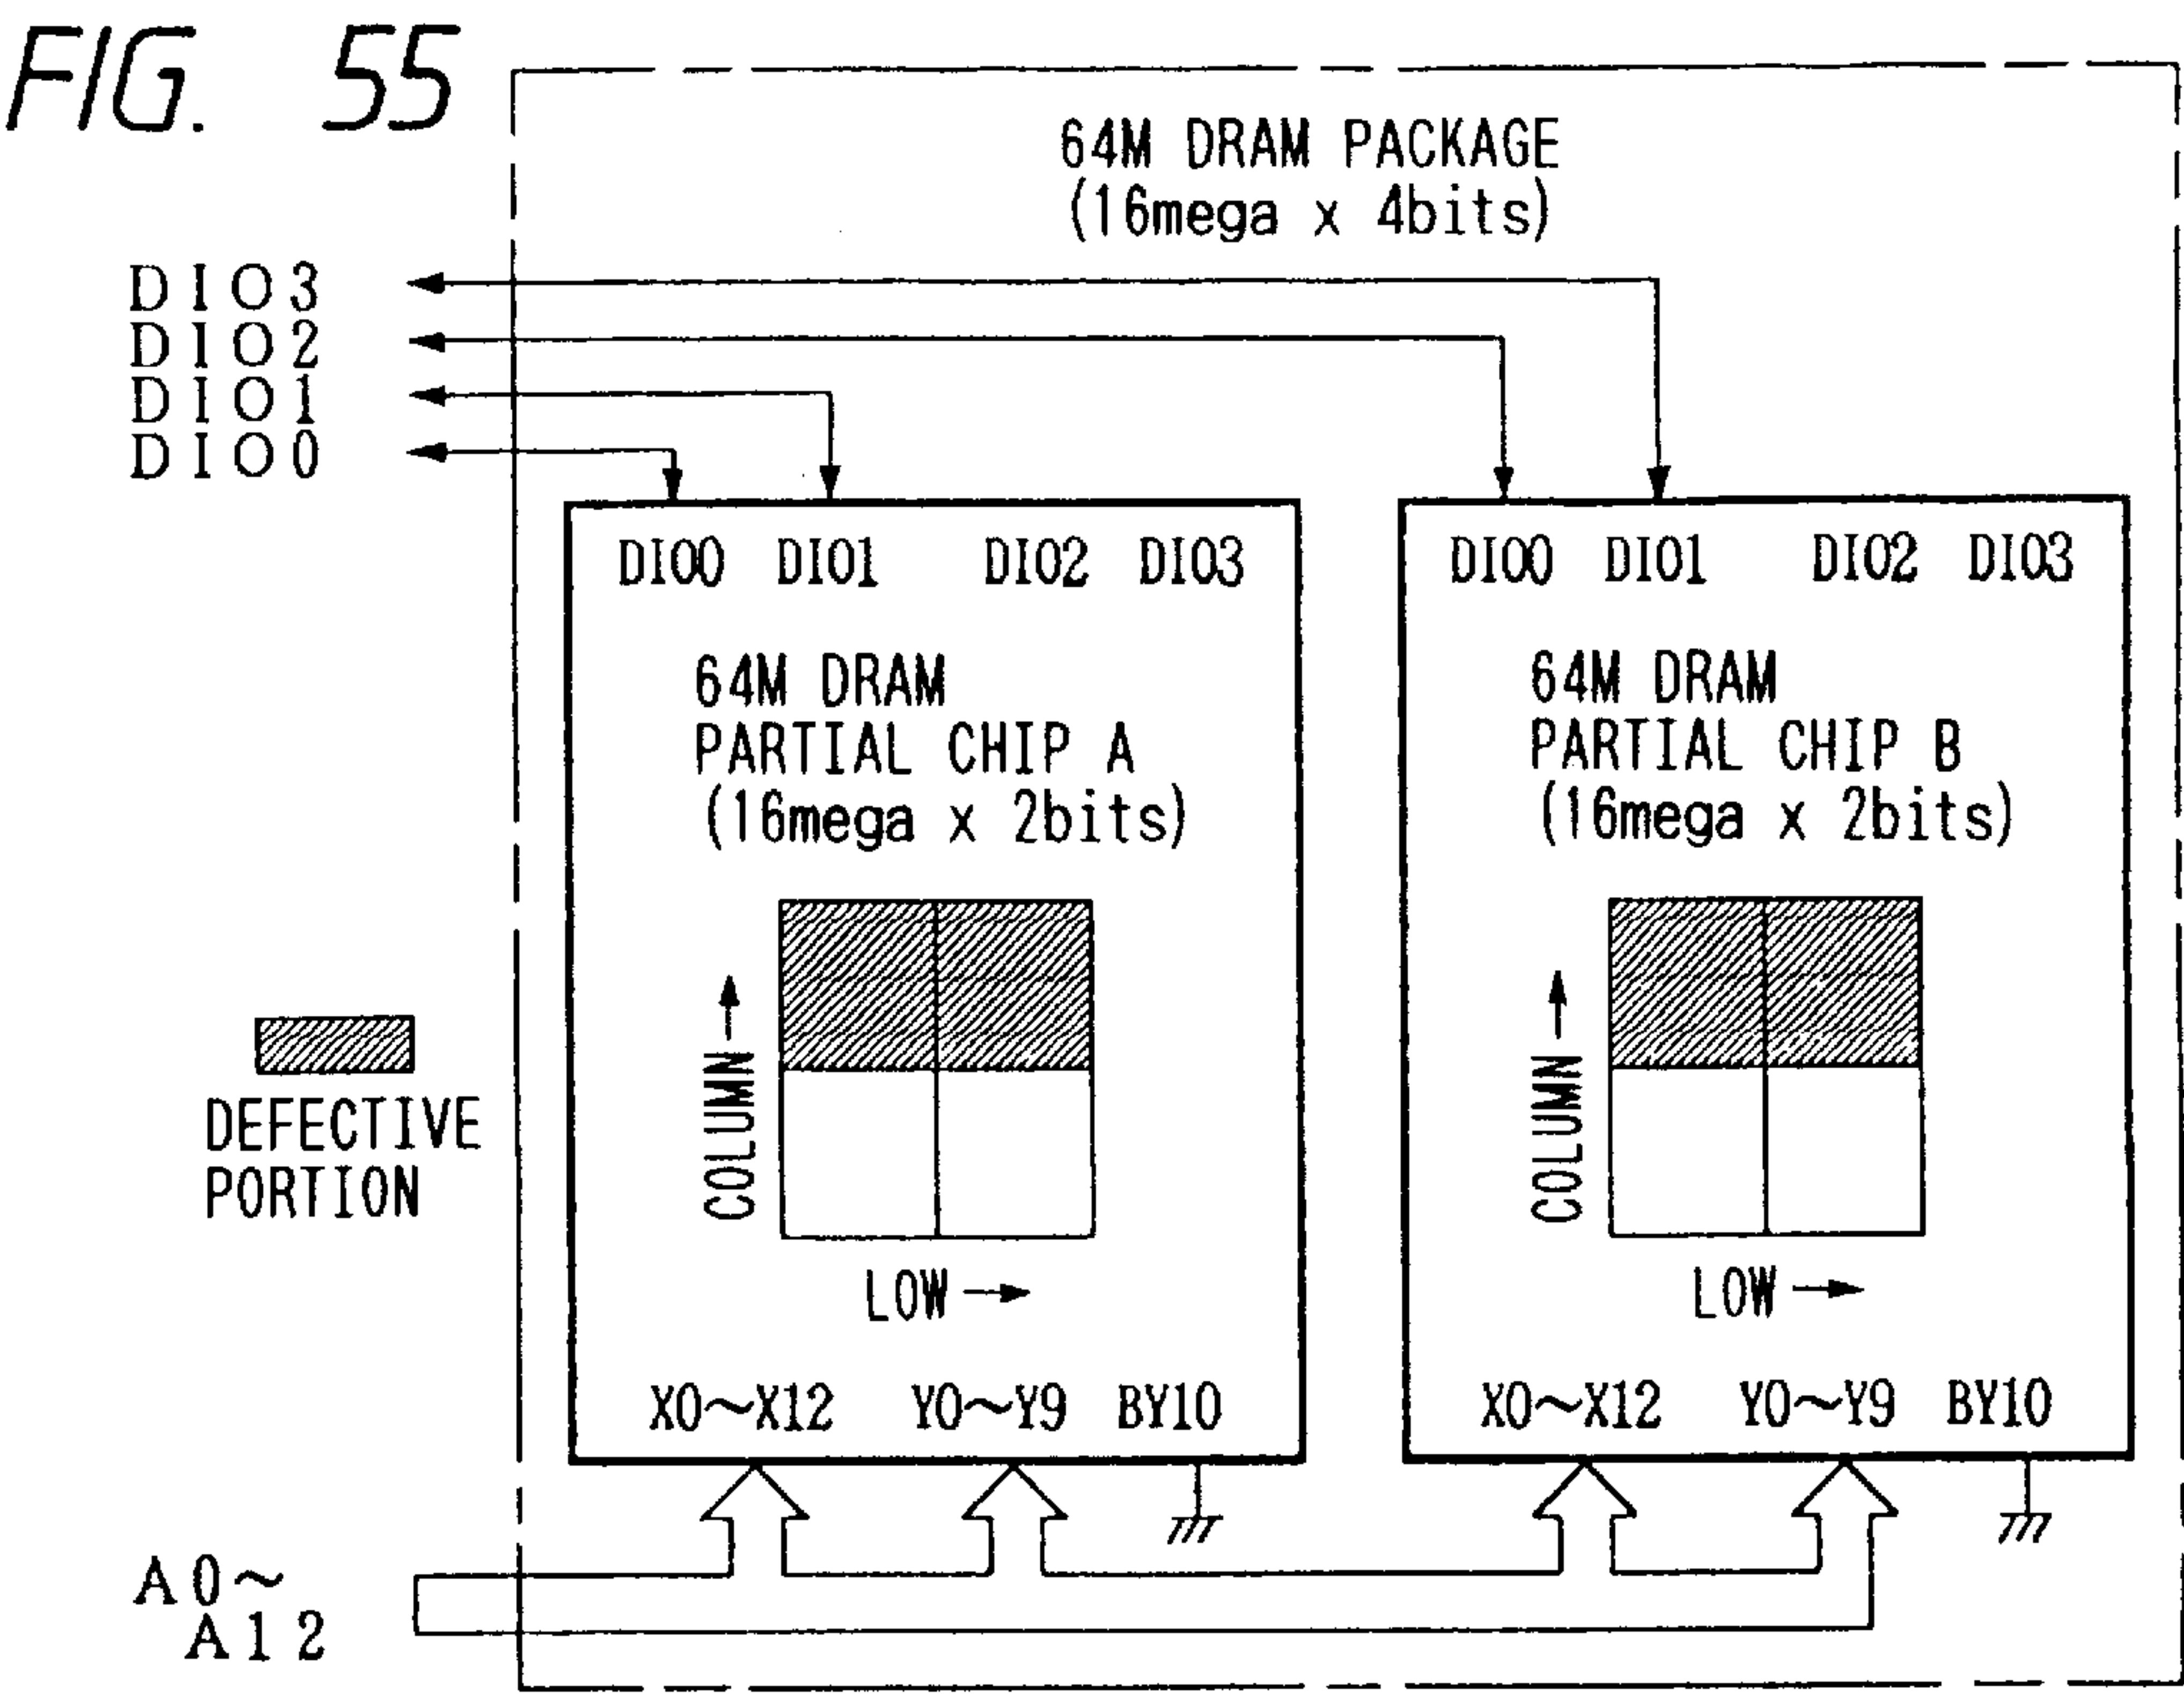 FIG. 55
64M DRAM PACKAGE
(16mega x 4bits)
DIO3
DIO2
DIO1
DIO0
DIO0 DIO1 DIO2 DIO3
64M DRAM
PARTIAL CHIP A
(16mega x 2bits)
COLUMN→
LOW→
X0~X12 Y0~Y9 BY10
DIO0 DIO1 DIO2 DIO3
64M DRAM
PARTIAL CHIP B
(16mega x 2bits)
COLUMN→
LOW→
X0~X12 Y0~Y9 BY10
DEFECTIVE
PORTION
A0~
A12